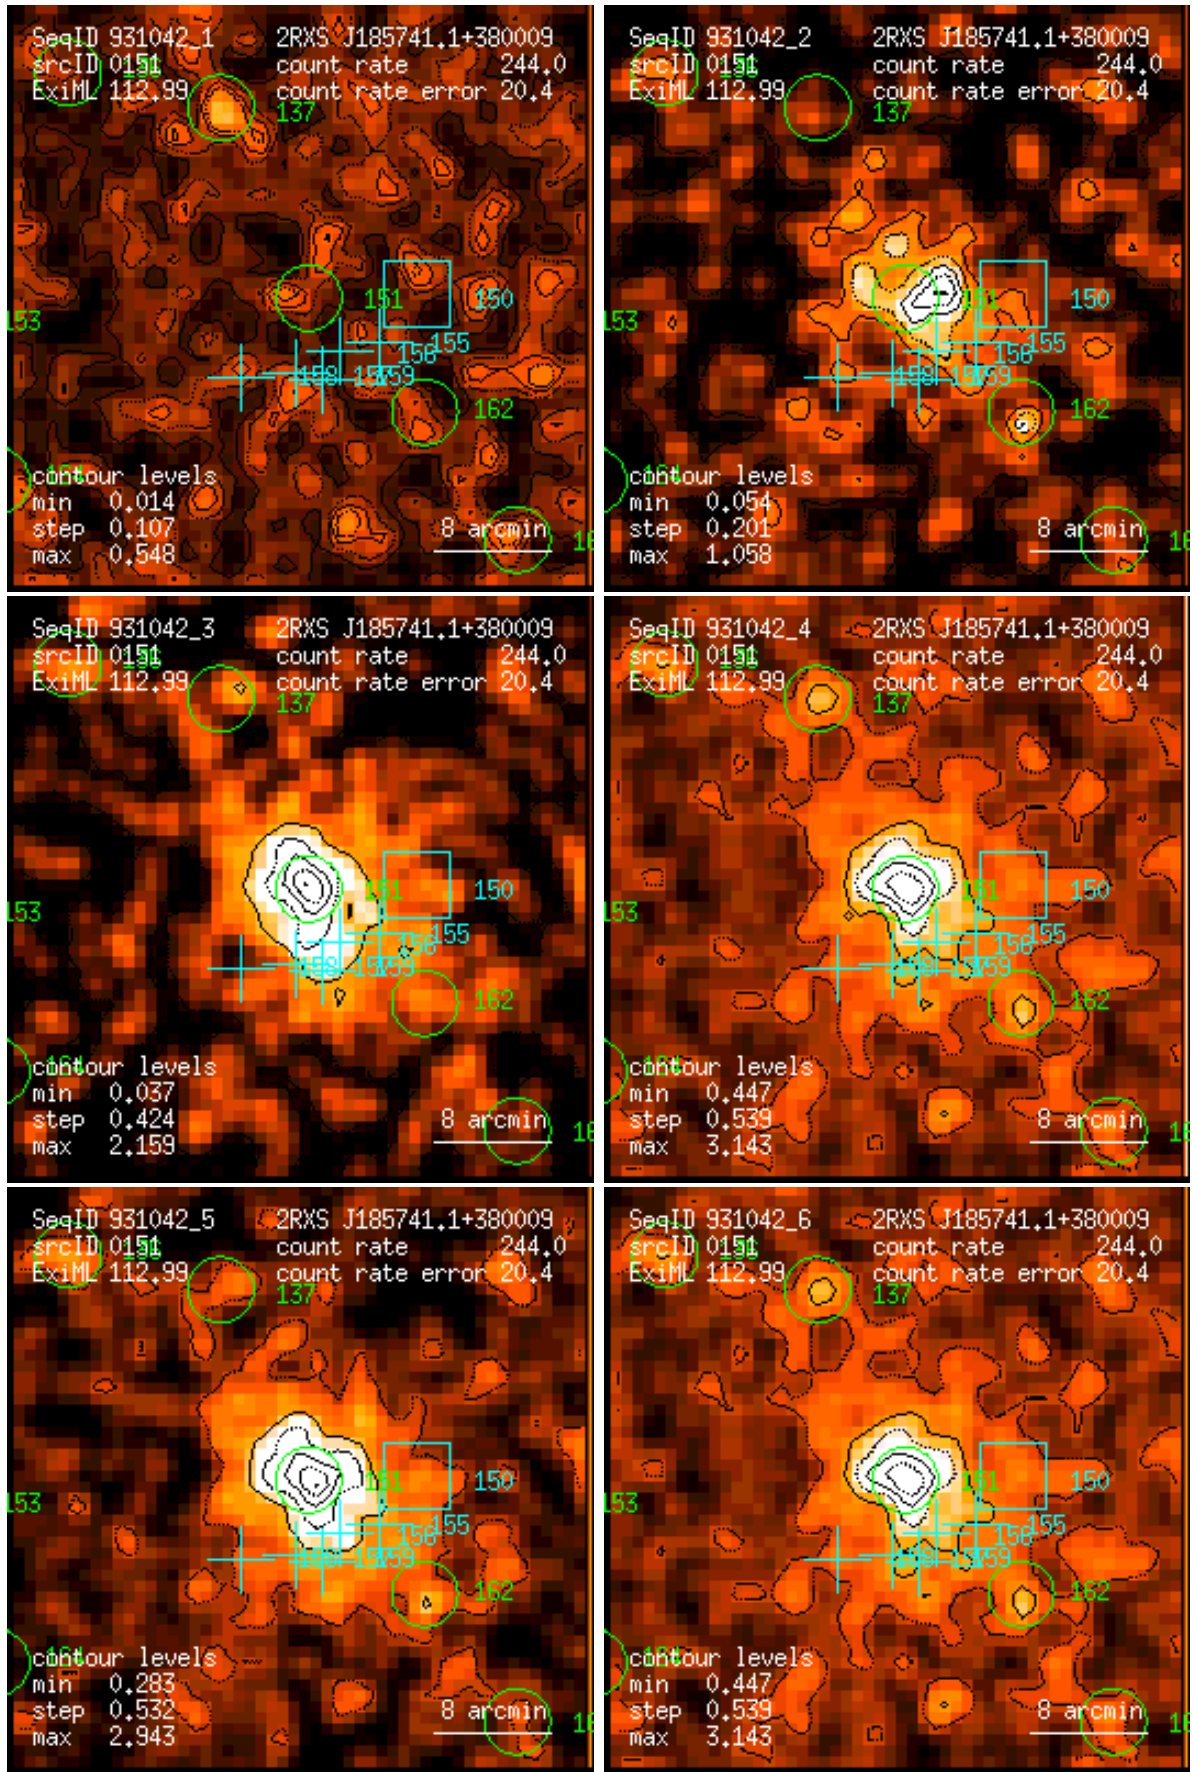 SeqID 931042_1 2RXS J185741.1+380009
srcID 0151 count rate 244.0
ExiML 112.99 count rate error 20.4
137
151 150
153
155
156
158 159
162
contour levels
min 0.014
step 0.107 8 arcmin
max 0.548
SeqID 931042_2 2RXS J185741.1+380009
srcID 0151 count rate 244.0
ExiML 112.99 count rate error 20.4
137
151 150
153
155
156
158 159
162
contour levels
min 0.054
step 0.201 8 arcmin
max 1.058
SeqID 931042_3 2RXS J185741.1+380009
srcID 0151 count rate 244.0
ExiML 112.99 count rate error 20.4
137
151 150
153
155
156
158 159
162
contour levels
min 0.037
step 0.424 8 arcmin
max 2.159
SeqID 931042_4 2RXS J185741.1+380009
srcID 0151 count rate 244.0
ExiML 112.99 count rate error 20.4
137
151 150
153
155
156
158 159
162
contour levels
min 0.447
step 0.539 8 arcmin
max 3.143
SeqID 931042_5 2RXS J185741.1+380009
srcID 0151 count rate 244.0
ExiML 112.99 count rate error 20.4
137
151 150
153
155
156
158 159
162
contour levels
min 0.283
step 0.532 8 arcmin
max 2.943
SeqID 931042_6 2RXS J185741.1+380009
srcID 0151 count rate 244.0
ExiML 112.99 count rate error 20.4
137
151 150
153
155
156
158 159
162
contour levels
min 0.447
step 0.539 8 arcmin
max 3.143